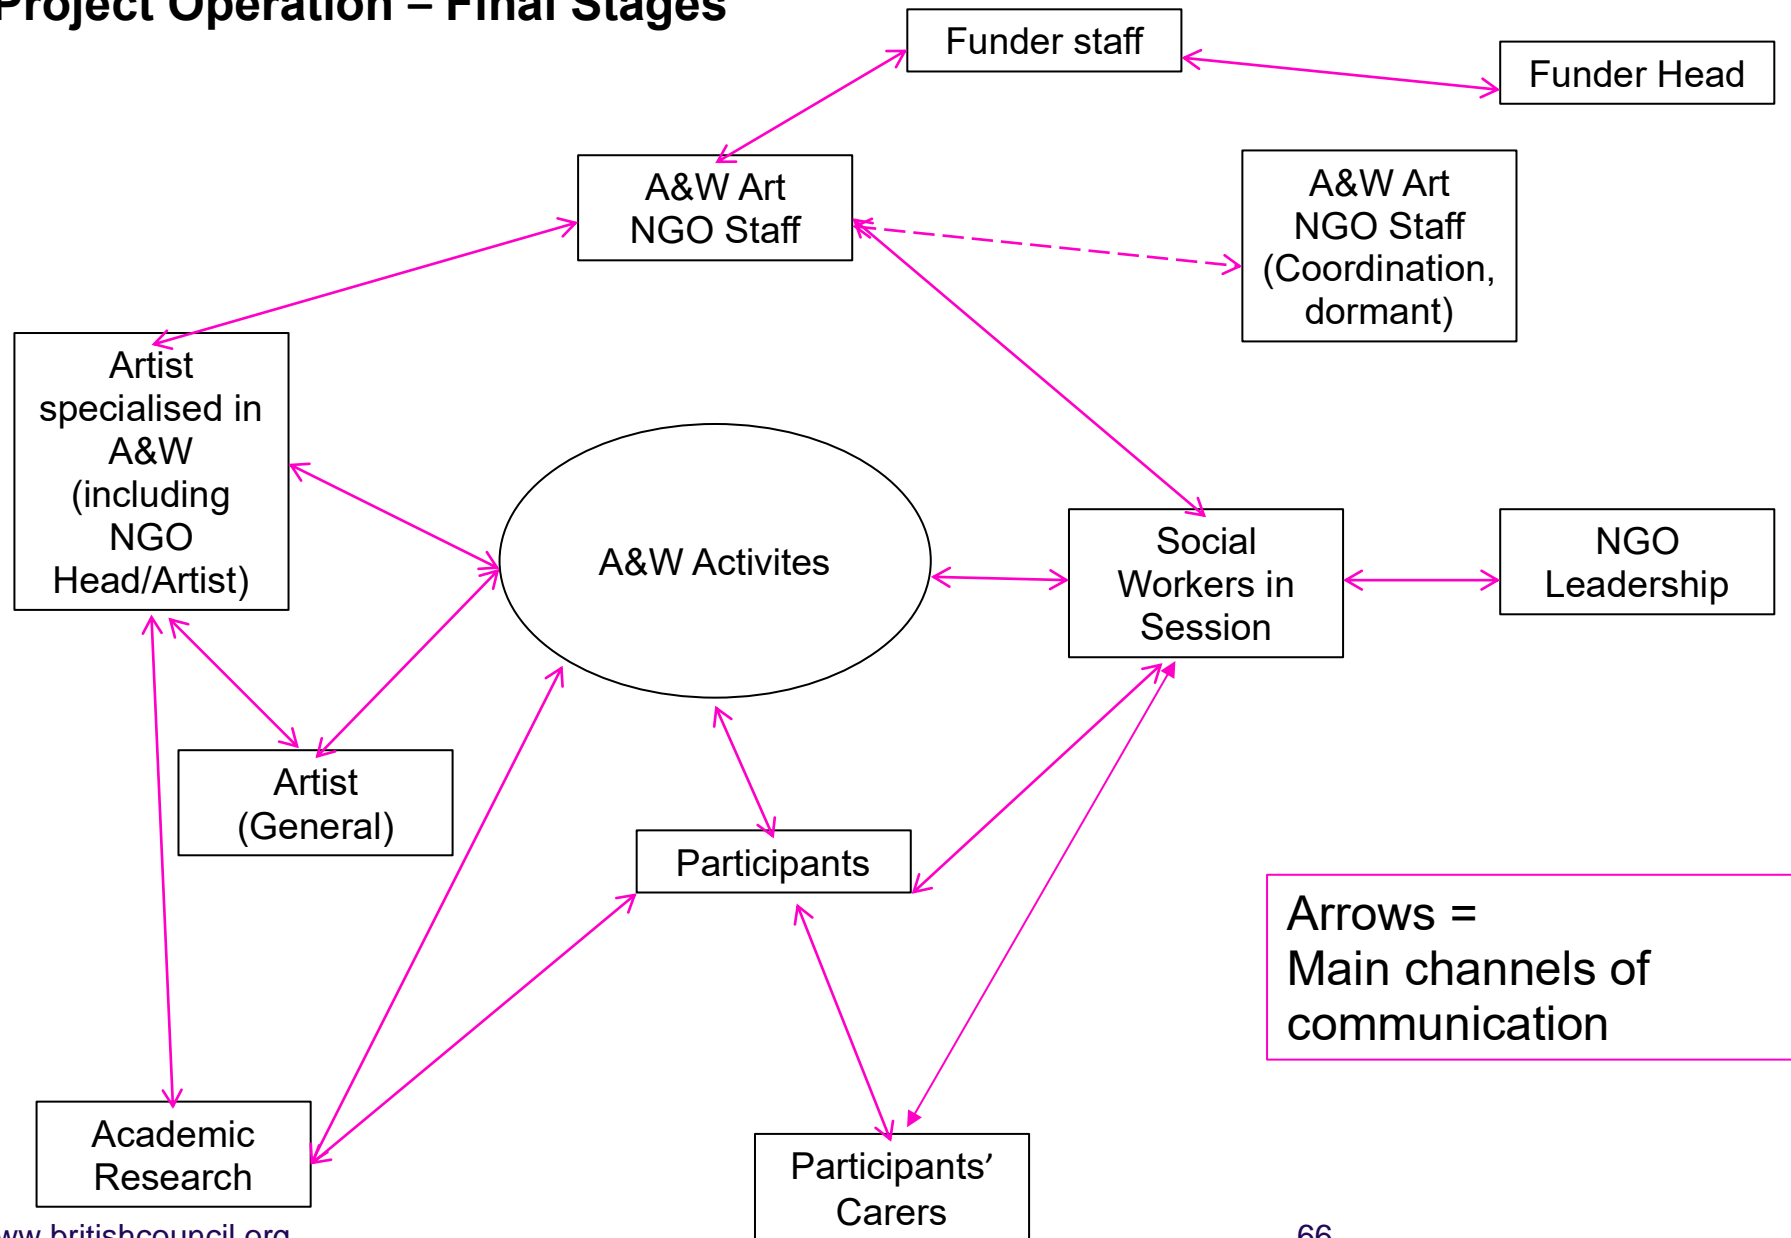 Project Operation – Final Stages
Funder staff
Funder Head
A&W Art
NGO Staff
A&W Art
NGO Staff
(Coordination,
dormant)
Artist
specialised in
A&W
(including
NGO
Head/Artist)
A&W Activites
Social
Workers in
Session
NGO
Leadership
Artist
(General)
Participants
Arrows =
Main channels of
communication
Academic
Research
Participants’
Carers
ww.britishcouncil.org
66